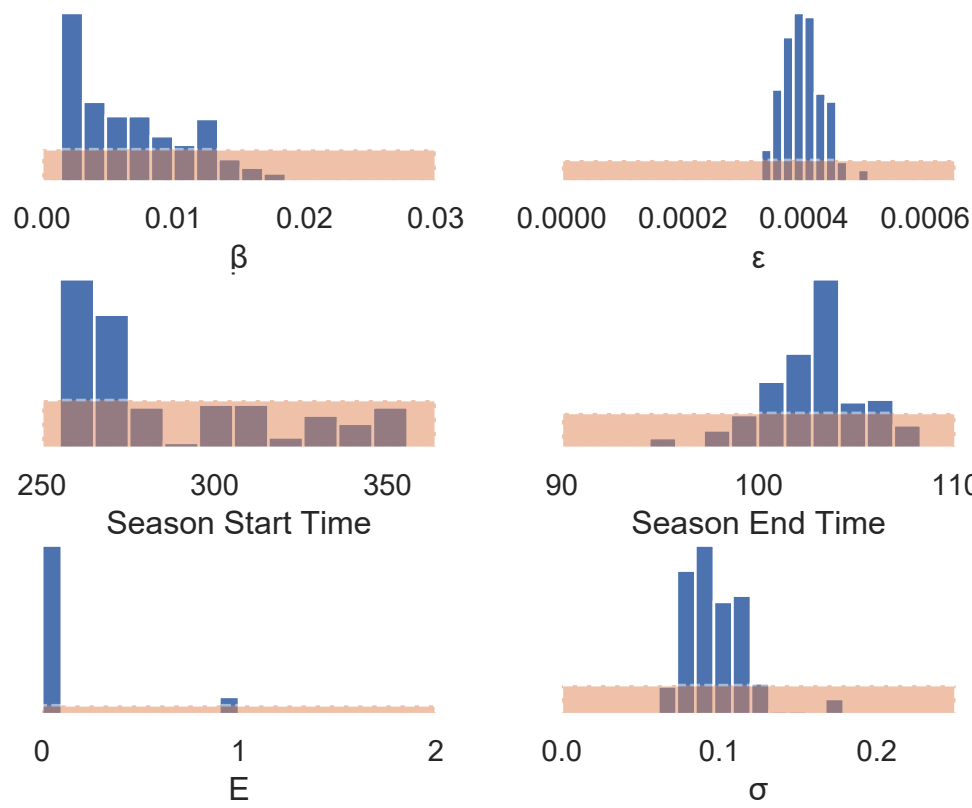 0.00 0.01 0.02 0.03
β
0.0000 0.0002 0.0004 0.0006
ε
250 300 350
Season Start Time
90 100 110
Season End Time
0 1 2
E
0.0 0.1 0.2
σ